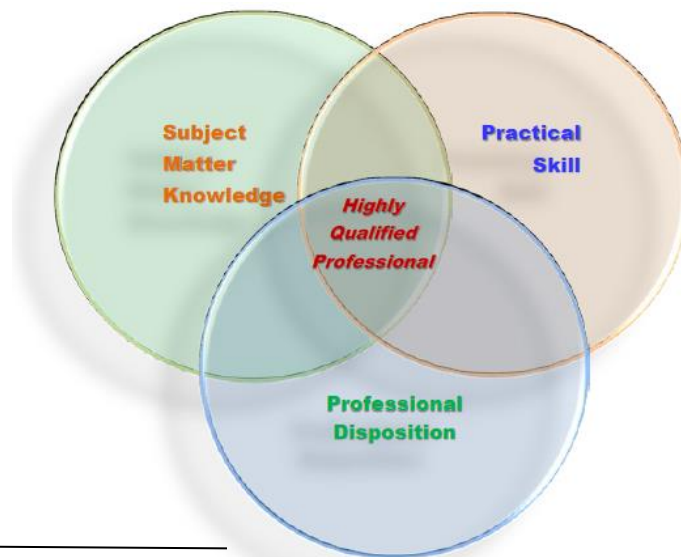 Subject
Matter
Knowledge
Practical
Skill
Highly
Qualified
Professional
Professional
Disposition